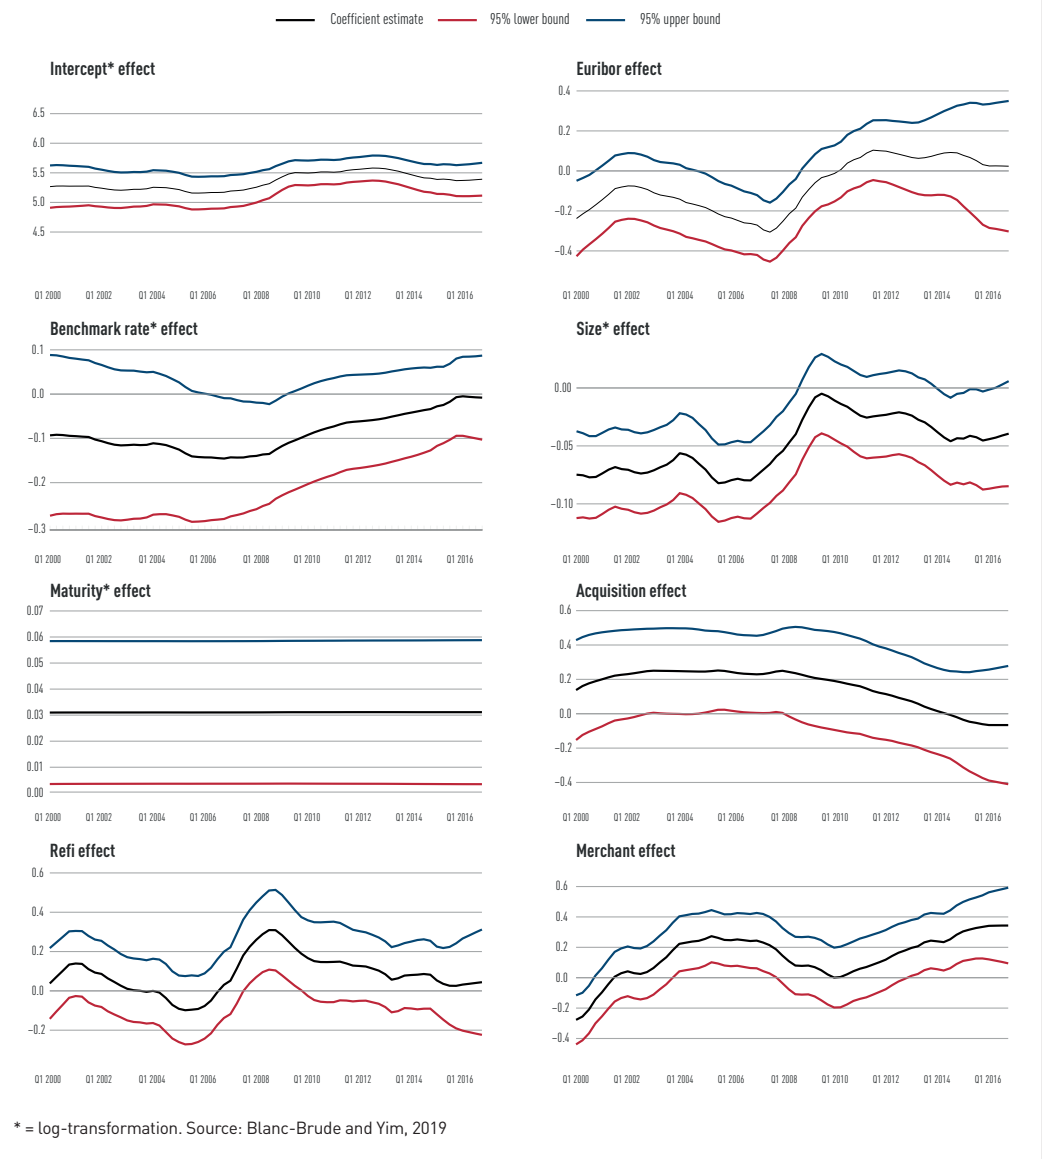 Coefficient estimate 95% lower bound 95% upper bound
Intercept* effect
6.5
6.0
5.5
5.0
4.5
Q1 2000 Q1 2002 Q1 2004 Q1 2006 Q1 2008 Q1 2010 Q1 2012 Q1 2014 Q1 2016
Euribor effect
0.4
0.2
0.0
−0.2
−0.4
Q1 2000 Q1 2002 Q1 2004 Q1 2006 Q1 2008 Q1 2010 Q1 2012 Q1 2014 Q1 2016
Benchmark rate* effect
0.1
0.0
−0.1
−0.2
−0.3
Q1 2000 Q1 2002 Q1 2004 Q1 2006 Q1 2008 Q1 2010 Q1 2012 Q1 2014 Q1 2016
Size* effect
0.00
−0.05
−0.10
Q1 2000 Q1 2002 Q1 2004 Q1 2006 Q1 2008 Q1 2010 Q1 2012 Q1 2014 Q1 2016
Maturity* effect
0.07
0.06
0.05
0.04
0.03
0.02
0.01
0.00
Q1 2000 Q1 2002 Q1 2004 Q1 2006 Q1 2008 Q1 2010 Q1 2012 Q1 2014 Q1 2016
Acquisition effect
0.6
0.4
0.2
0.0
−0.2
−0.4
Q1 2000 Q1 2002 Q1 2004 Q1 2006 Q1 2008 Q1 2010 Q1 2012 Q1 2014 Q1 2016
Refi effect
0.6
0.4
0.2
0.0
−0.2
Q1 2000 Q1 2002 Q1 2004 Q1 2006 Q1 2008 Q1 2010 Q1 2012 Q1 2014 Q1 2016
Merchant effect
0.6
0.4
0.2
0.0
−0.2
−0.4
Q1 2000 Q1 2002 Q1 2004 Q1 2006 Q1 2008 Q1 2010 Q1 2012 Q1 2014 Q1 2016
* = log-transformation. Source: Blanc-Brude and Yim, 2019